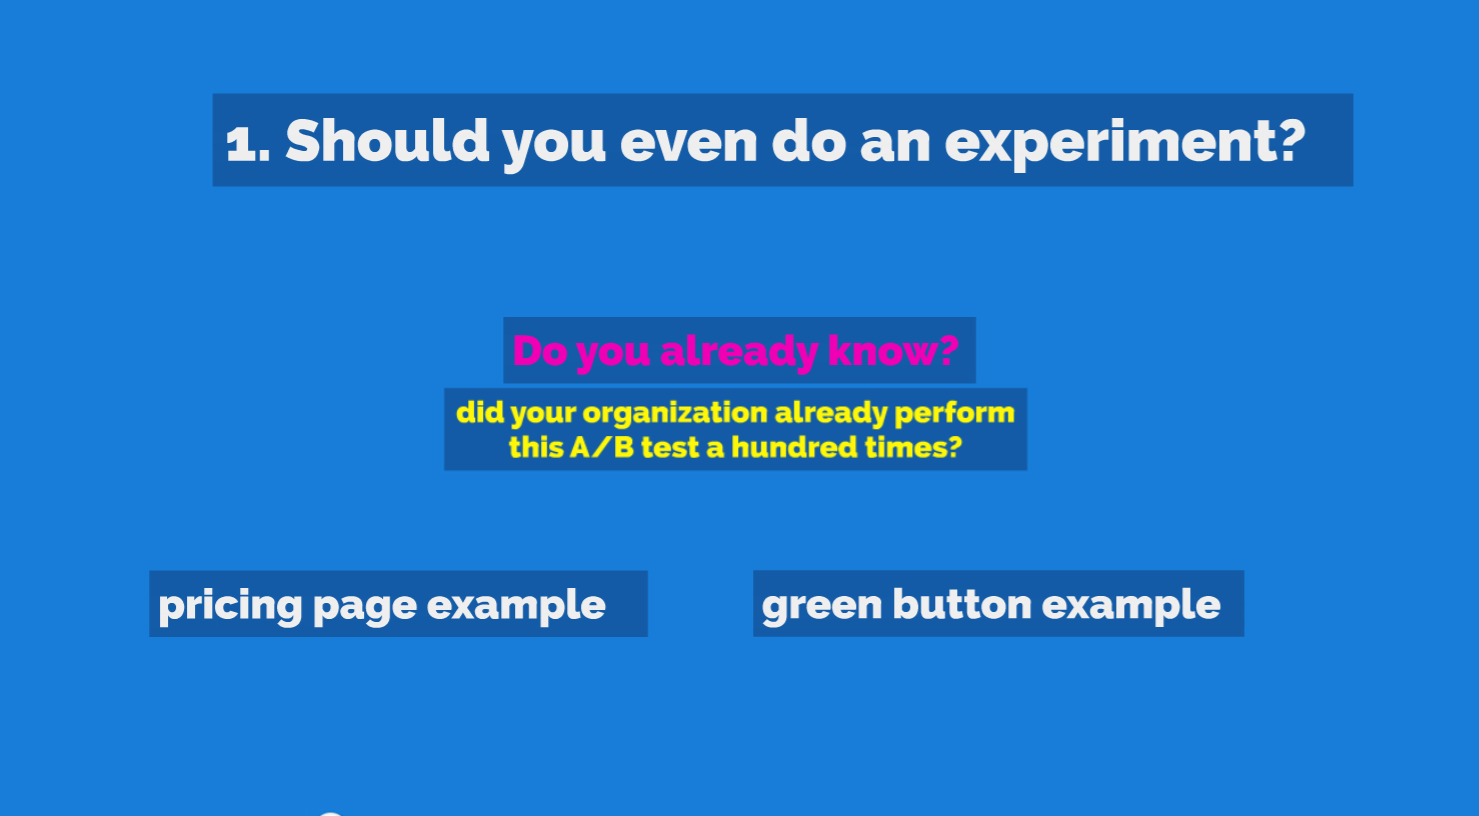 1. Should you even do an experiment?
Do you already know?
did your organization already perform
this A/B test a hundred times?
pricing page example
green button example